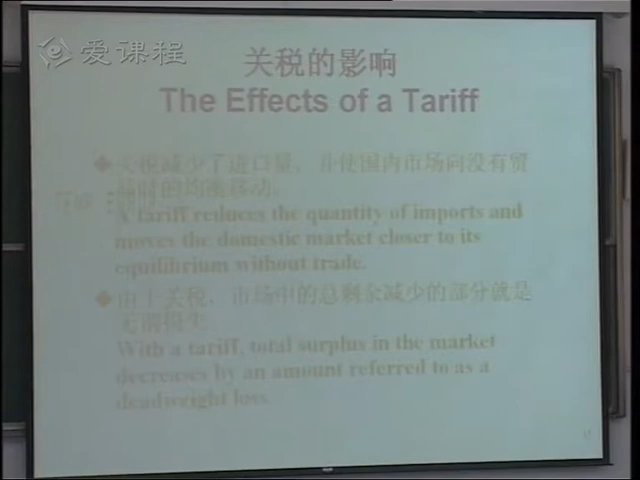 爱课程
关税的影响
The Effects of a Tariff
关税减少了进口量，并使国内市场向没有贸
易时的均衡移动.
A tariff reduces the quantity of imports and
moves the domestic market closer to its
equilibrium without trade.
由于关税，市场中的总剩余减少的部分就是
无谓损失.
With a tariff, total surplus in the market
decreases by an amount referred to as a
deadweight loss.